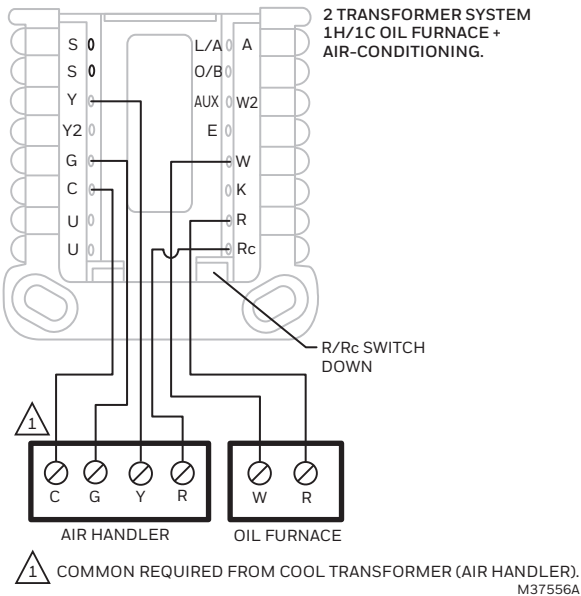 2 TRANSFORMER SYSTEM
1H/1C OIL FURNACE +
AIR-CONDITIONING.
S
S
Y
Y2
G
C
U
U
L/A A
O/B
AUX W2
E
W
K
R
Rc
R/Rc SWITCH
DOWN
1
C G Y R
W R
AIR HANDLER
OIL FURNACE
1 COMMON REQUIRED FROM COOL TRANSFORMER (AIR HANDLER).
M37556A